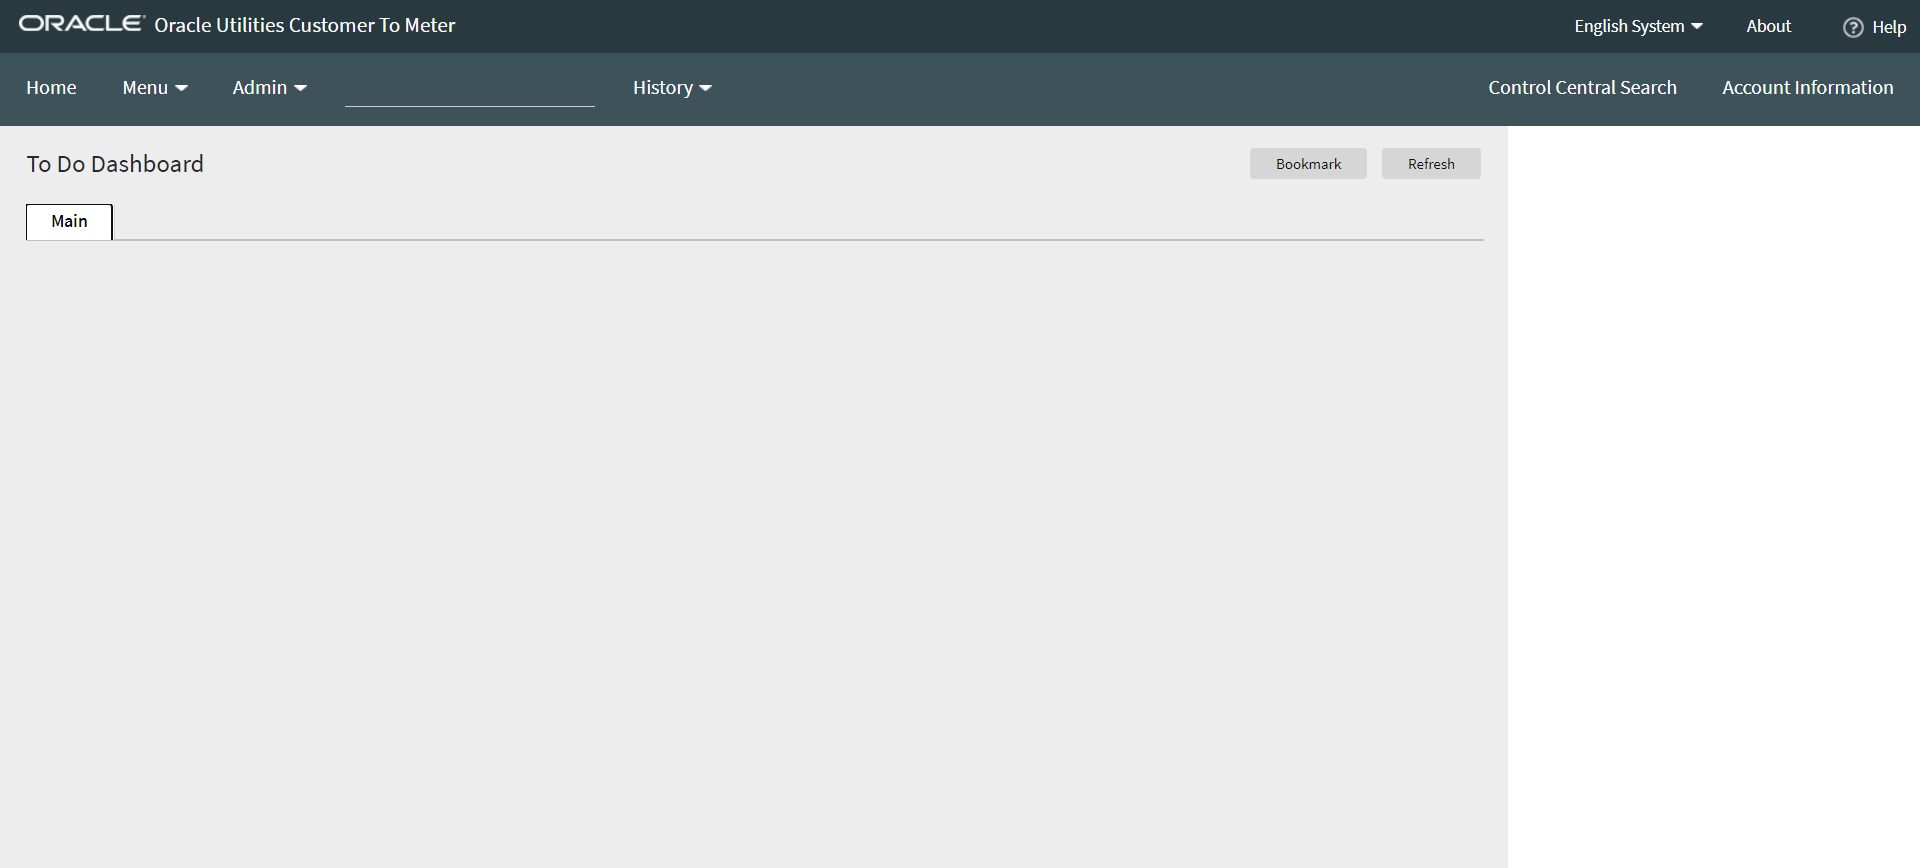 ORACLE Oracle Utilities Customer To Meter English System About Help
Home Menu Admin History Control Central Search Account Information
To Do Dashboard Bookmark Refresh
Main